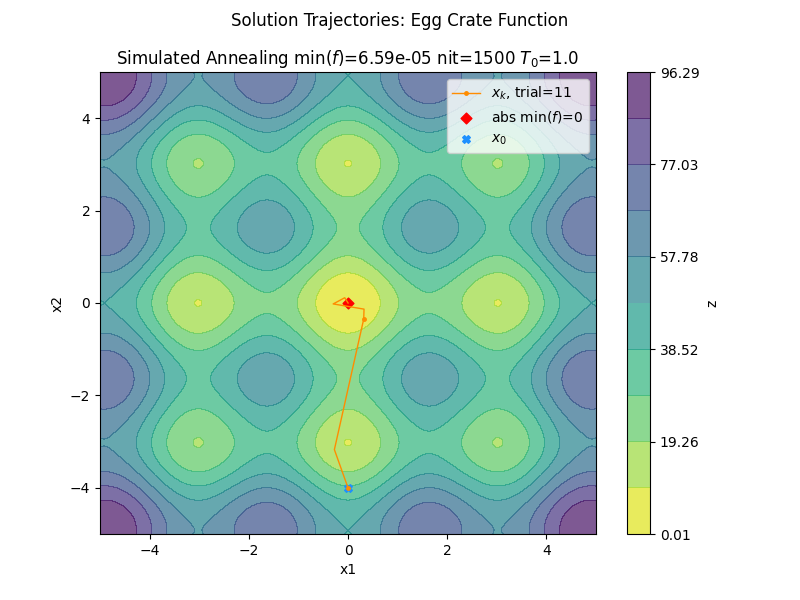 Solution Trajectories: Egg Crate Function
Simulated Annealing min(f)=6.59e-05 nit=1500 T₀=1.0
xₖ, trial=11
abs min(f)=0
x₀
4
2
0
−2
−4
x2
−4
−2
0
2
4
x1
96.29
77.03
57.78
38.52
19.26
0.01
z